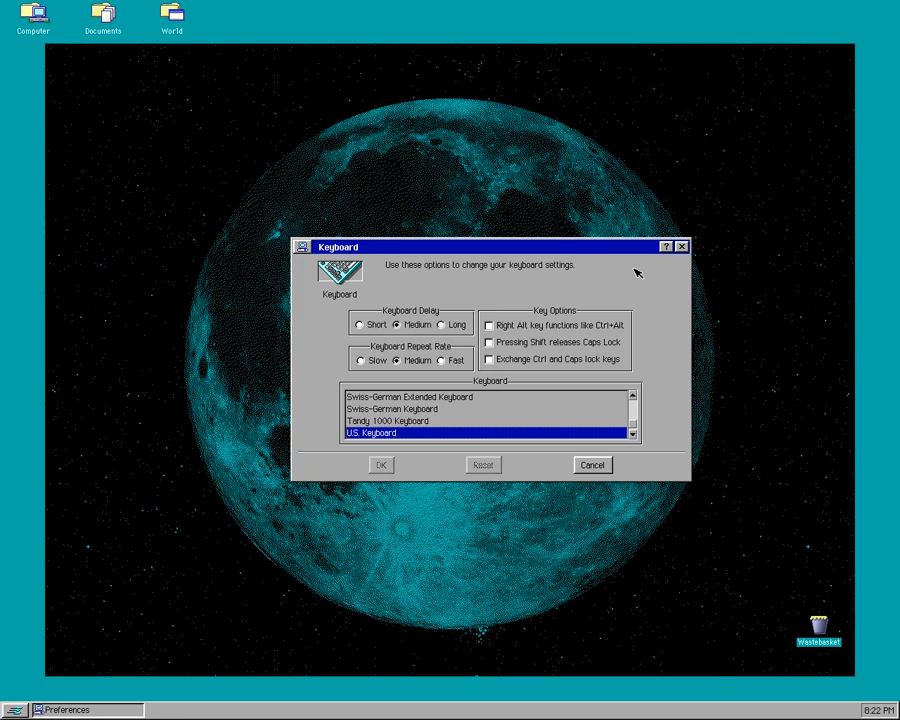 Computer
Documents
World
Keyboard
?
Use these options to change your keyboard settings.
Keyboard
Keyboard Delay
Short Medium Long
Keyboard Repeat Rate
Slow Medium Fast
Key Options
Right Alt key functions like Ctrl+Alt
Pressing Shift releases Caps Lock
Exchange Ctrl and Caps lock keys
Keyboard
Swiss-German Extended Keyboard
Swiss-German Keyboard
Tandy 1000 Keyboard
U.S. Keyboard
OK Reset Cancel
Wastebasket
Preferences
8:22 PM